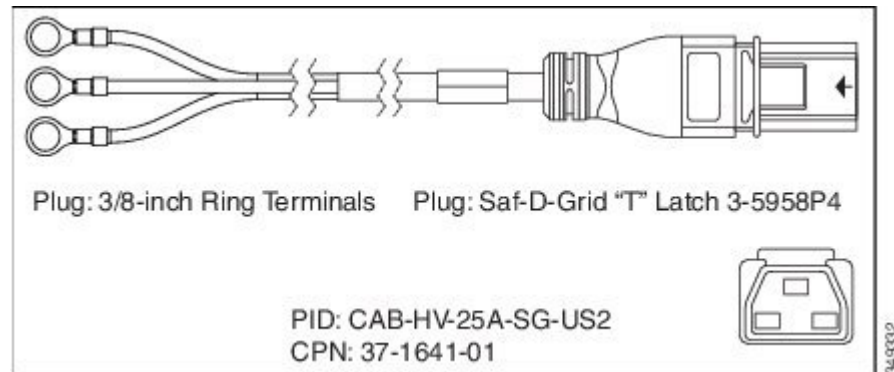 Plug: 3/8-inch Ring Terminals
Plug: Saf-D-Grid “T” Latch 3-5958P4
PID: CAB-HV-25A-SG-US2
CPN: 37-1641-01